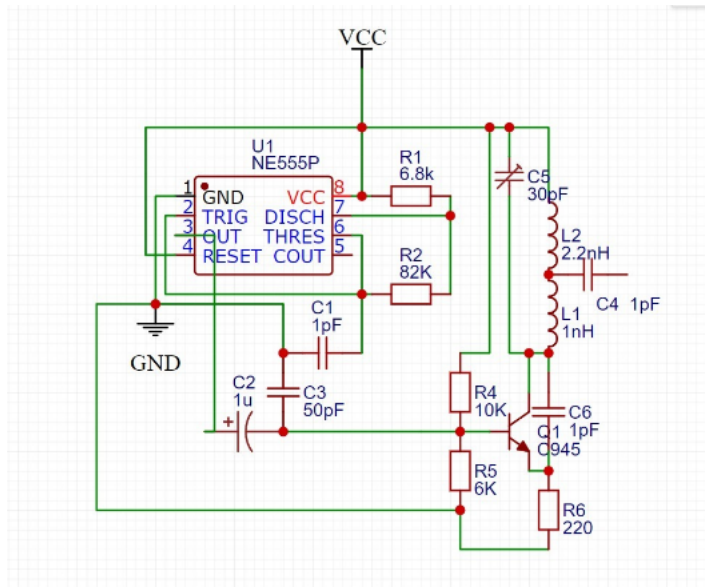 VCC
U1
NE555P
1 GND VCC 8
2 TRIG DISCH 7
3 OUT THRES 6
4 RESET COUT 5
R1
6.8k
C5
30pF
L2
2.2nH
R2
82K
C4 1pF
C1
1pF
L1
1nH
GND
C2
1u
C3
50pF
+
R4
10K
C6
1pF
Q1
C945
R5
6K
R6
220